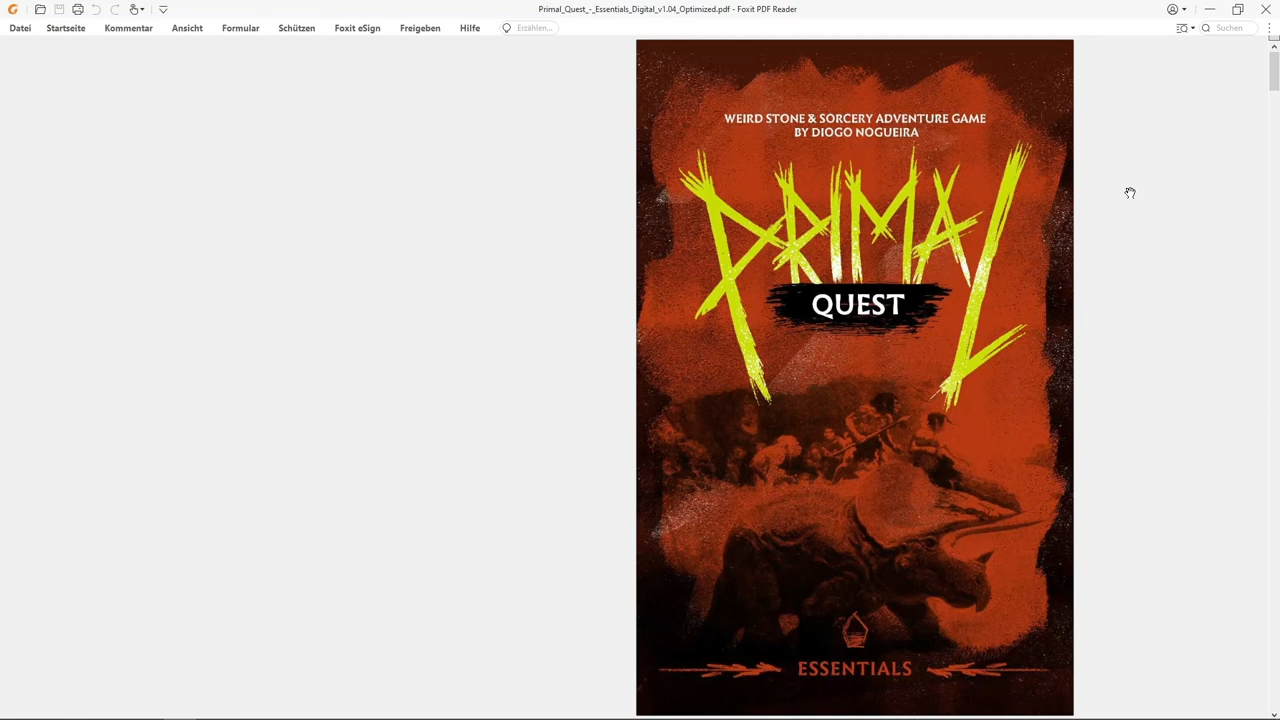 Primal_Quest_-_Essentials_Digital_v1.04_Optimized.pdf - Foxit PDF Reader
Datei Startseite Kommentar Ansicht Formular Schützen Foxit eSign Freigeben Hilfe Erzählen... Suchen
WEIRD STONE & SORCERY ADVENTURE GAME
BY DIOGO NOGUEIRA
PRIMAL
QUEST
ESSENTIALS